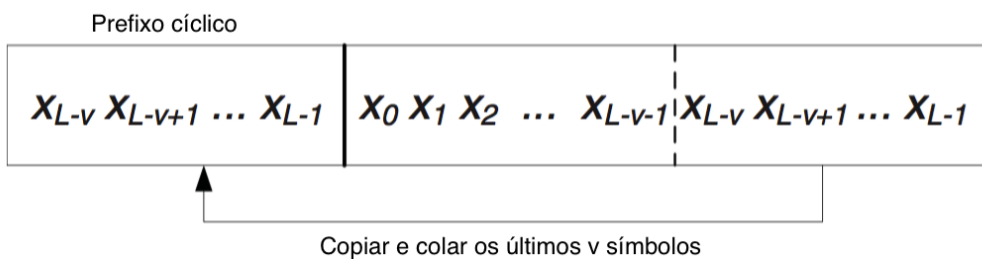 Prefixo cíclico
X_{L-v} X_{L-v+1} ... X_{L-1} X_0 X_1 X_2 ... X_{L-v-1} X_{L-v} X_{L-v+1} ... X_{L-1}
Copiar e colar os últimos v símbolos